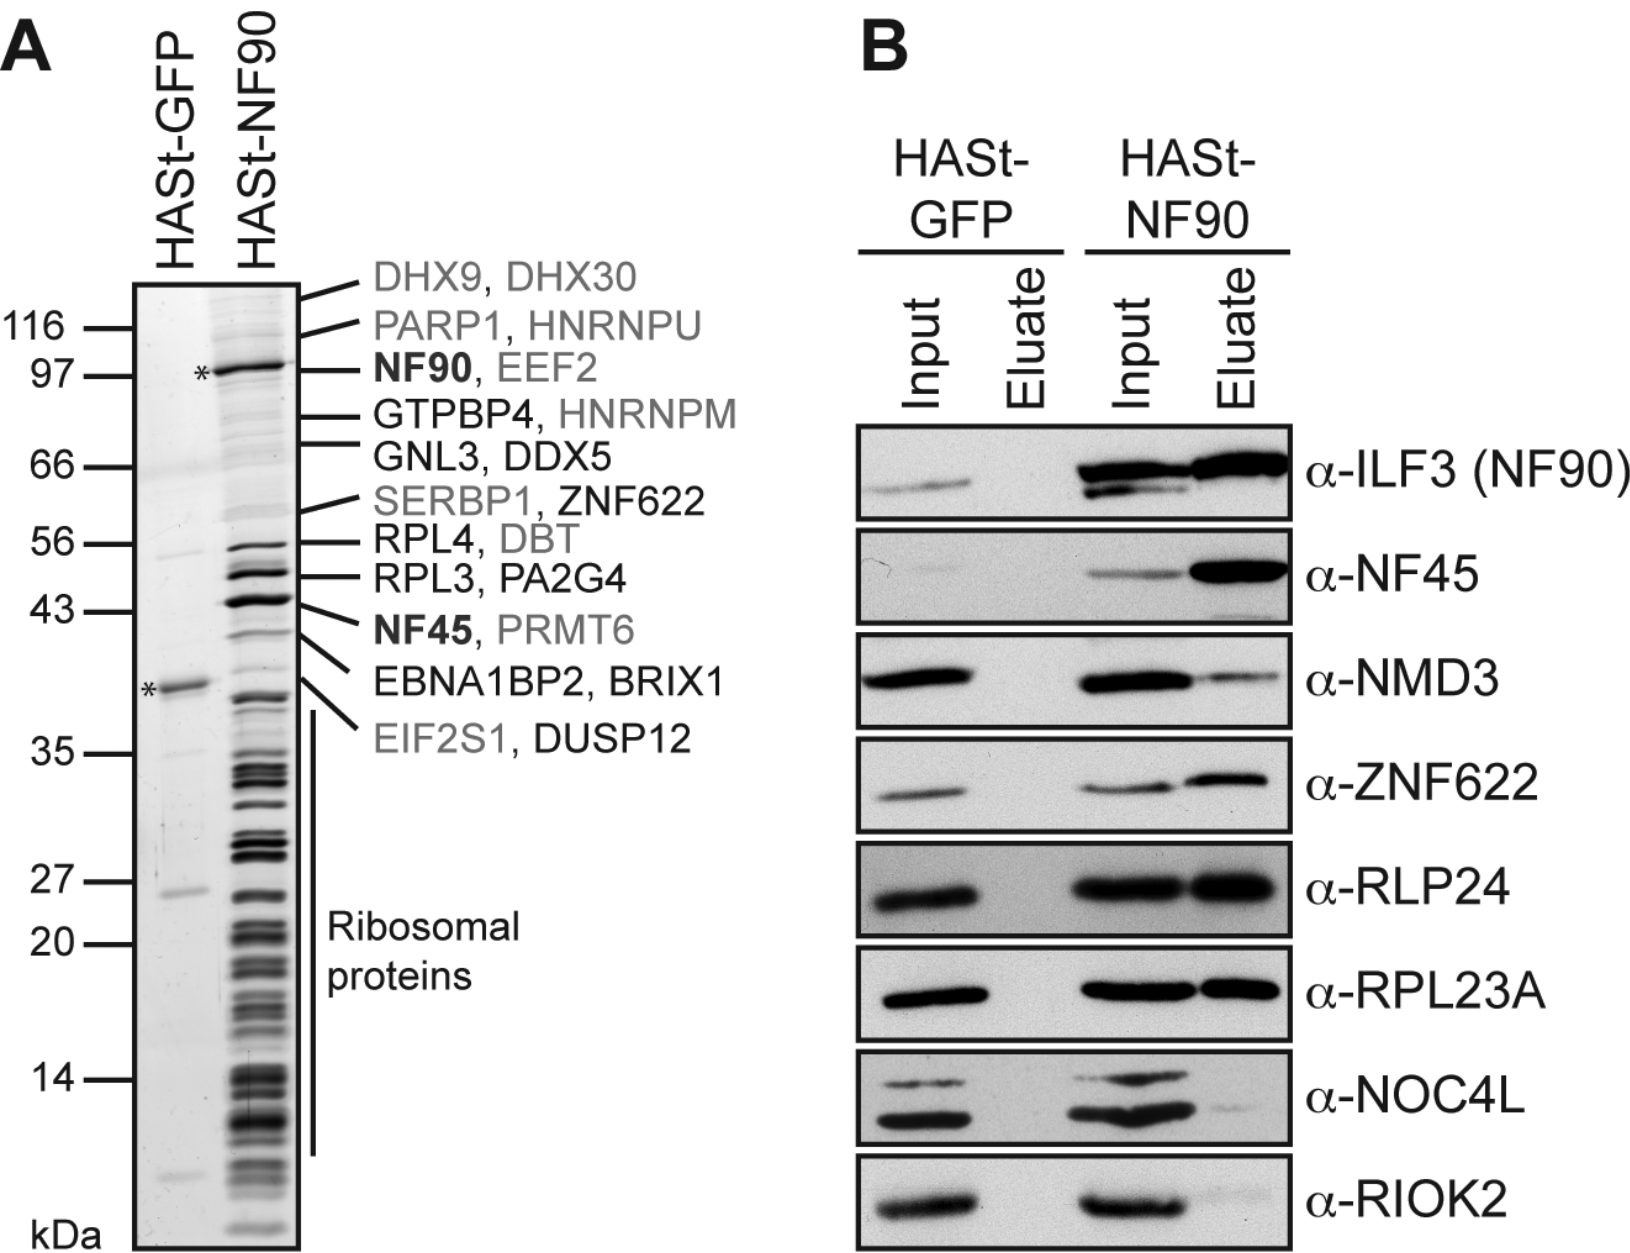 A
HASt-GFP
HASt-NF90
116
97
66
56
43
35
27
20
14
kDa
*
*
DHX9, DHX30
PARP1, HNRNPU
NF90, EEF2
GTPBP4, HNRNPM
GNL3, DDX5
SERBP1, ZNF622
RPL4, DBT
RPL3, PA2G4
NF45, PRMT6
EBNA1BP2, BRIX1
EIF2S1, DUSP12
Ribosomal
proteins
B
HASt-
GFP
HASt-
NF90
Input
Eluate
Input
Eluate
α-ILF3 (NF90)
α-NF45
α-NMD3
α-ZNF622
α-RLP24
α-RPL23A
α-NOC4L
α-RIOK2